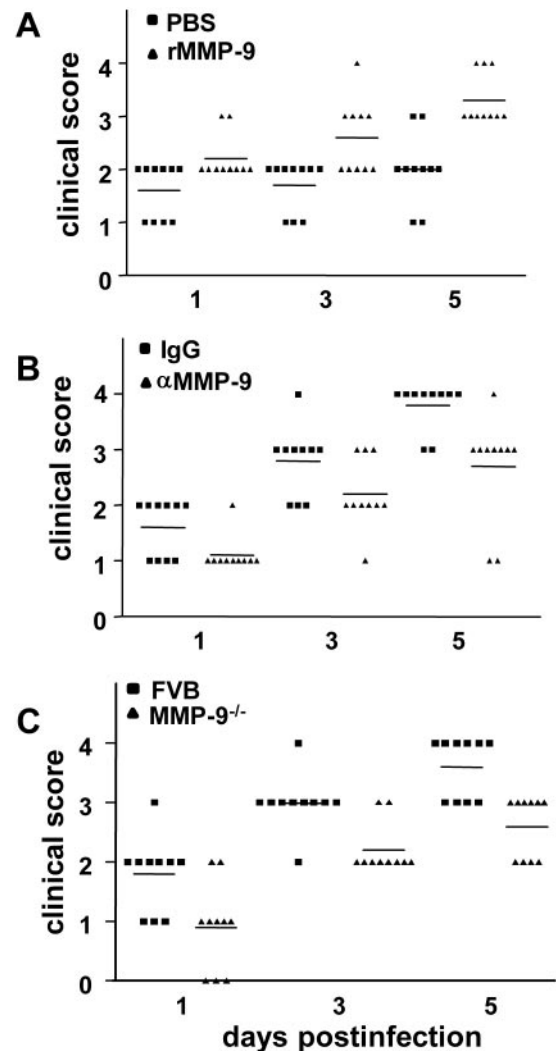 A
PBS
rMMP-9
clinical score
4
3
2
1
0
1 3 5
B
IgG
αMMP-9
clinical score
4
3
2
1
0
1 3 5
C
FVB
MMP-9-/-
clinical score
4
3
2
1
0
1 3 5
days postinfection